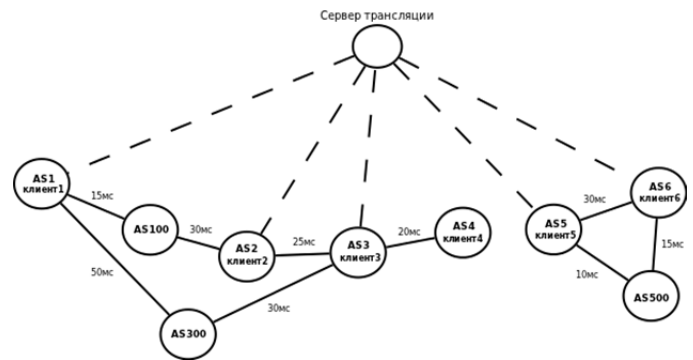 Сервер трансляции
AS1
клиент1
15мс
AS100
30мс
AS2
клиент2
25мс
AS3
клиент3
20мс
AS4
клиент4
50мс
30мс
AS300
AS5
клиент5
30мс
AS6
клиент6
15мс
10мс
AS500